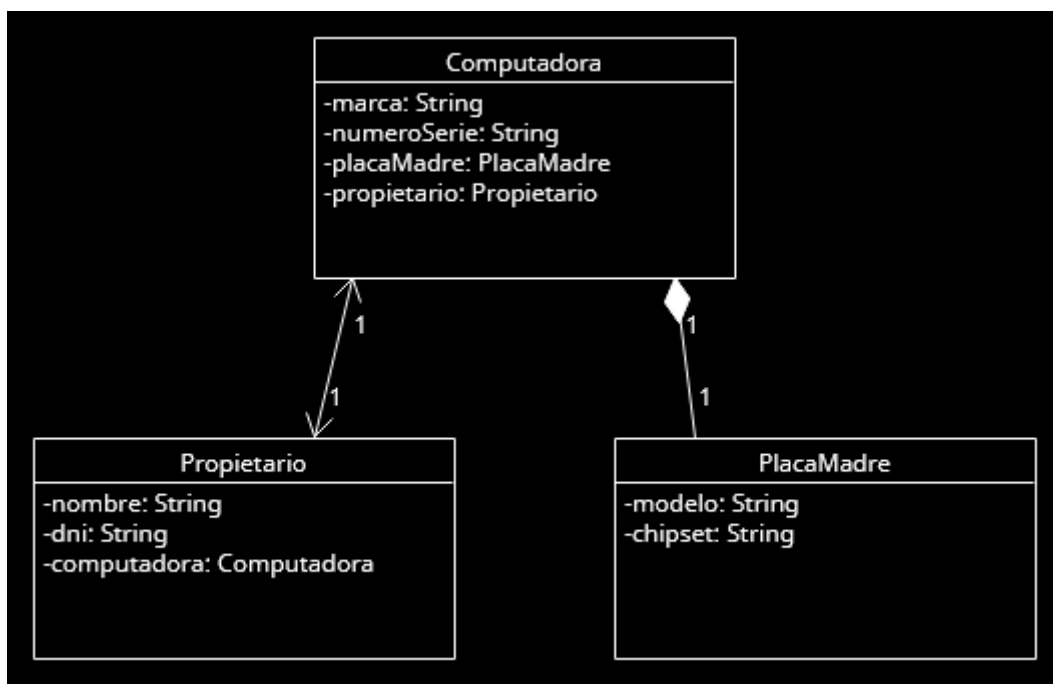 Computadora
-marca: String
-numeroSerie: String
-placaMadre: PlacaMadre
-propietario: Propietario
1
1
1
1
Propietario
-nombre: String
-dni: String
-computadora: Computadora
PlacaMadre
-modelo: String
-chipset: String